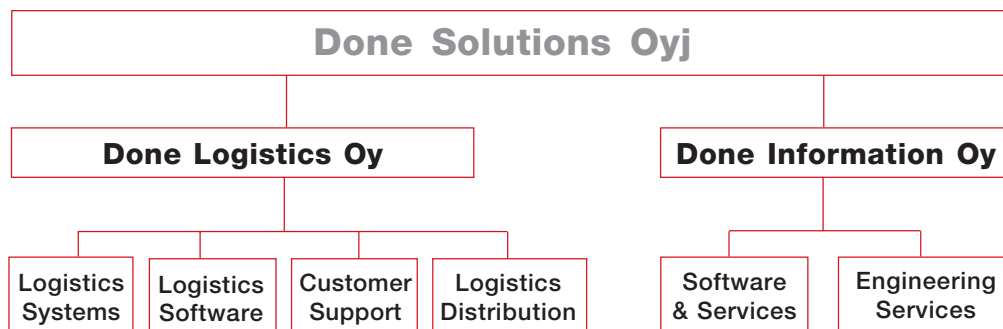 Done Solutions Oyj
Done Logistics Oy
Done Information Oy
Logistics
Systems
Logistics
Software
Customer
Support
Logistics
Distribution
Software
& Services
Engineering
Services